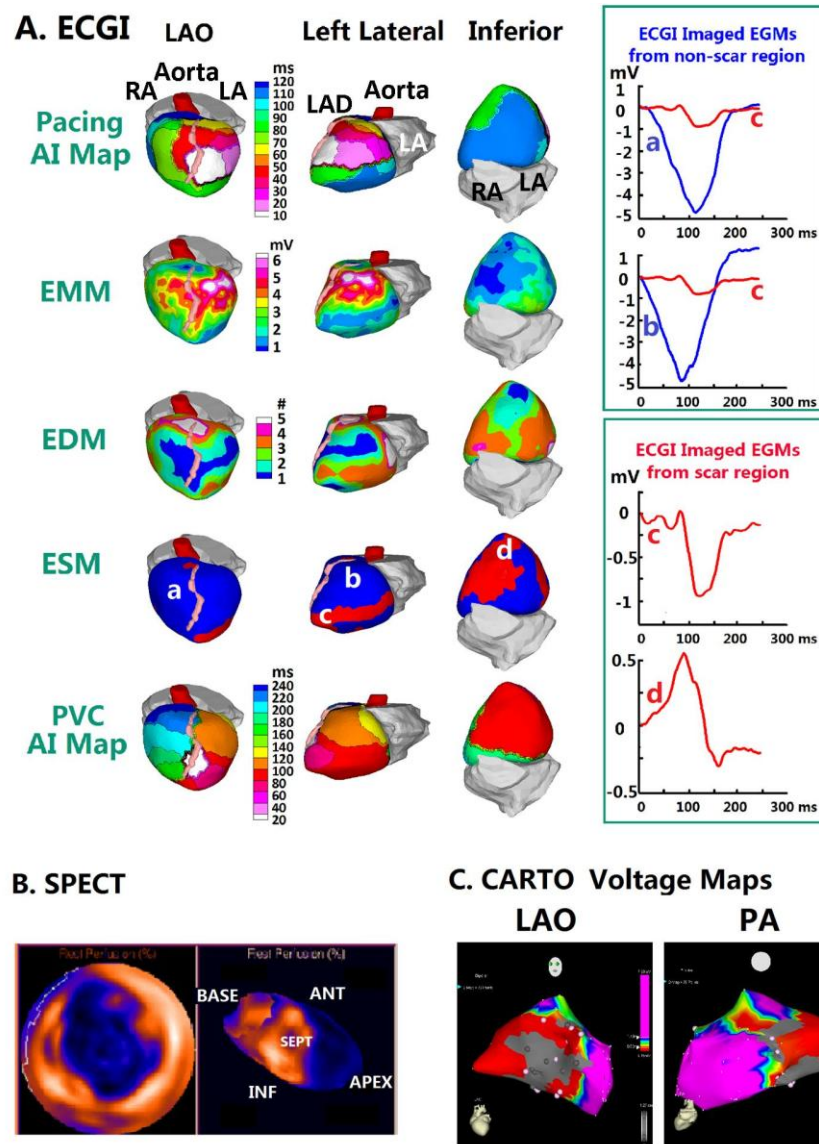 A. ECGI
LAO
Left Lateral
Inferior
Pacing
AI Map
RA
Aorta
LA
ms
120
110
100
90
80
70
60
50
40
30
20
10
LAD
Aorta
LA
RA
LA
EMM
mV
6
5
4
3
2
1
EDM
#
5
4
3
2
1
ESM
a
b
c
d
PVC
AI Map
ms
240
220
200
180
160
140
120
100
80
60
40
20
ECGI Imaged EGMs
from non-scar region
mV
1
0
-1
-2
-3
-4
-5
a
c
0 100 200 300 ms
1
0
-1
-2
-3
-4
-5
b
c
0 100 200 300 ms
ECGI Imaged EGMs
from scar region
mV
0
-0.5
-1
c
0 100 200 300 ms
0.5
0
-0.5
d
0 100 200 300 ms
B. SPECT
Rest Perfusion (%)
Rest Perfusion (%)
BASE
ANT
SEPT
INF
APEX
C. CARTO Voltage Maps
LAO
PA